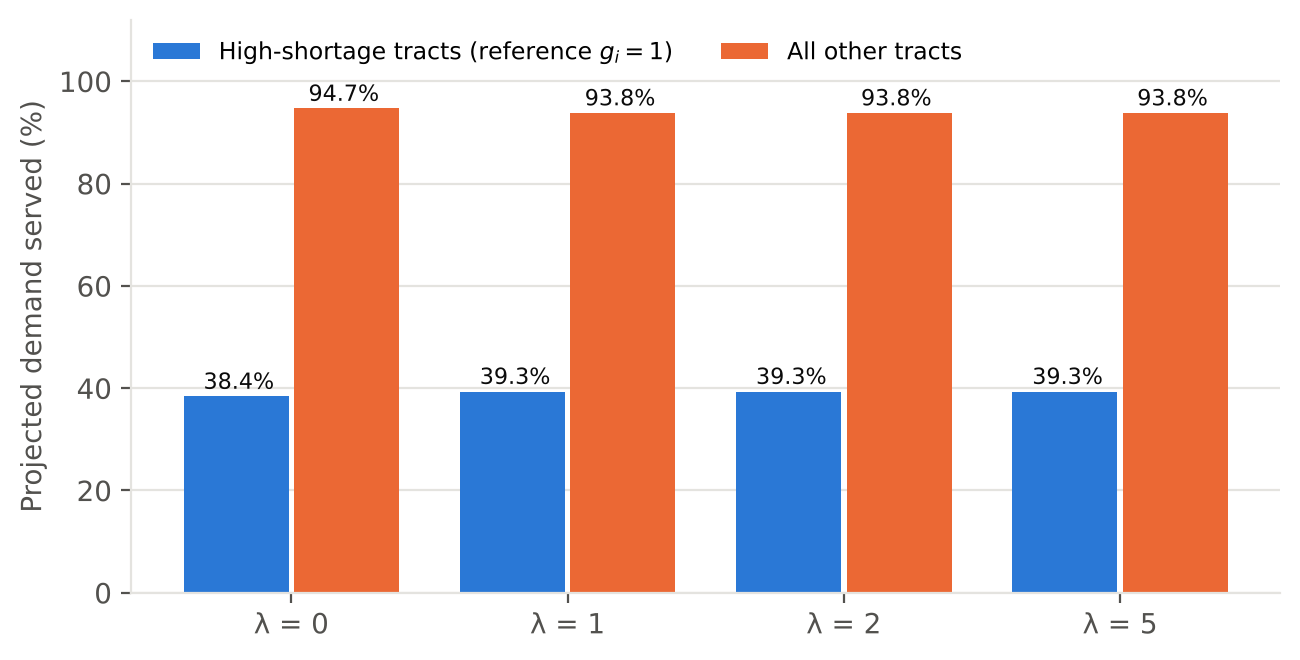 High-shortage tracts (reference gᵢ = 1)
All other tracts
Projected demand served (%)
100
80
60
40
20
0
38.4%
94.7%
39.3%
93.8%
39.3%
93.8%
39.3%
93.8%
λ = 0
λ = 1
λ = 2
λ = 5